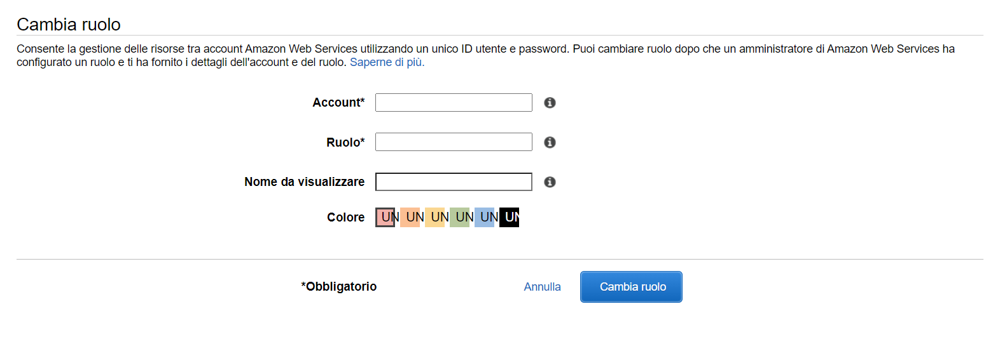 Cambia ruolo
Consente la gestione delle risorse tra account Amazon Web Services utilizzando un unico ID utente e password. Puoi cambiare ruolo dopo che un amministratore di Amazon Web Services ha
configurato un ruolo e ti ha fornito i dettagli dell'account e del ruolo. Saperne di più.
Account*
Ruolo*
Nome da visualizzare
Colore UN UN UN UN UN UN
*Obbligatorio Annulla Cambia ruolo